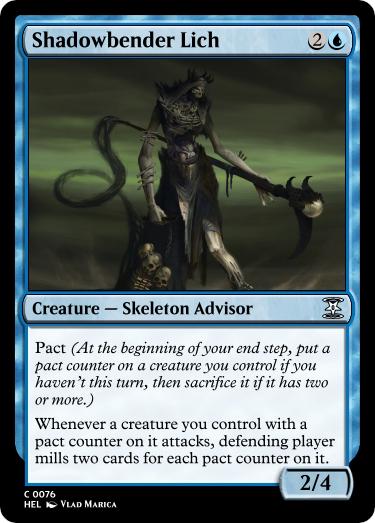 Shadowbender Lich 2
Creature — Skeleton Advisor
Pact (At the beginning of your end step, put a
pact counter on a creature you control if you
haven't this turn, then sacrifice it if it has two
or more.)
Whenever a creature you control with a
pact counter on it attacks, defending player
mills two cards for each pact counter on it.
2/4
C 0076
HEL Vlad Marica